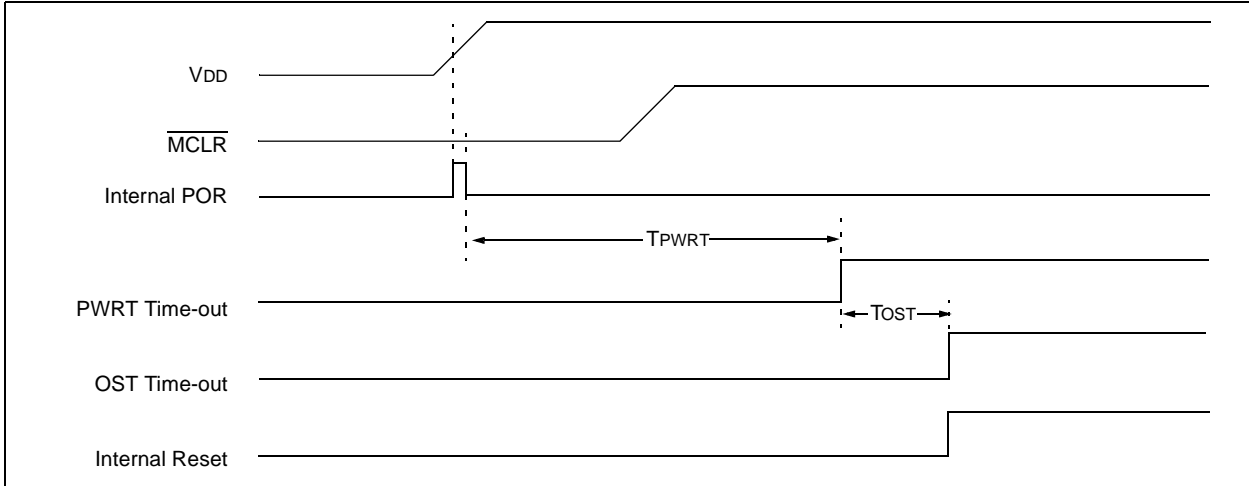 VDD
MCLR
Internal POR
TPWRT
PWRT Time-out
TOST
OST Time-out
Internal Reset